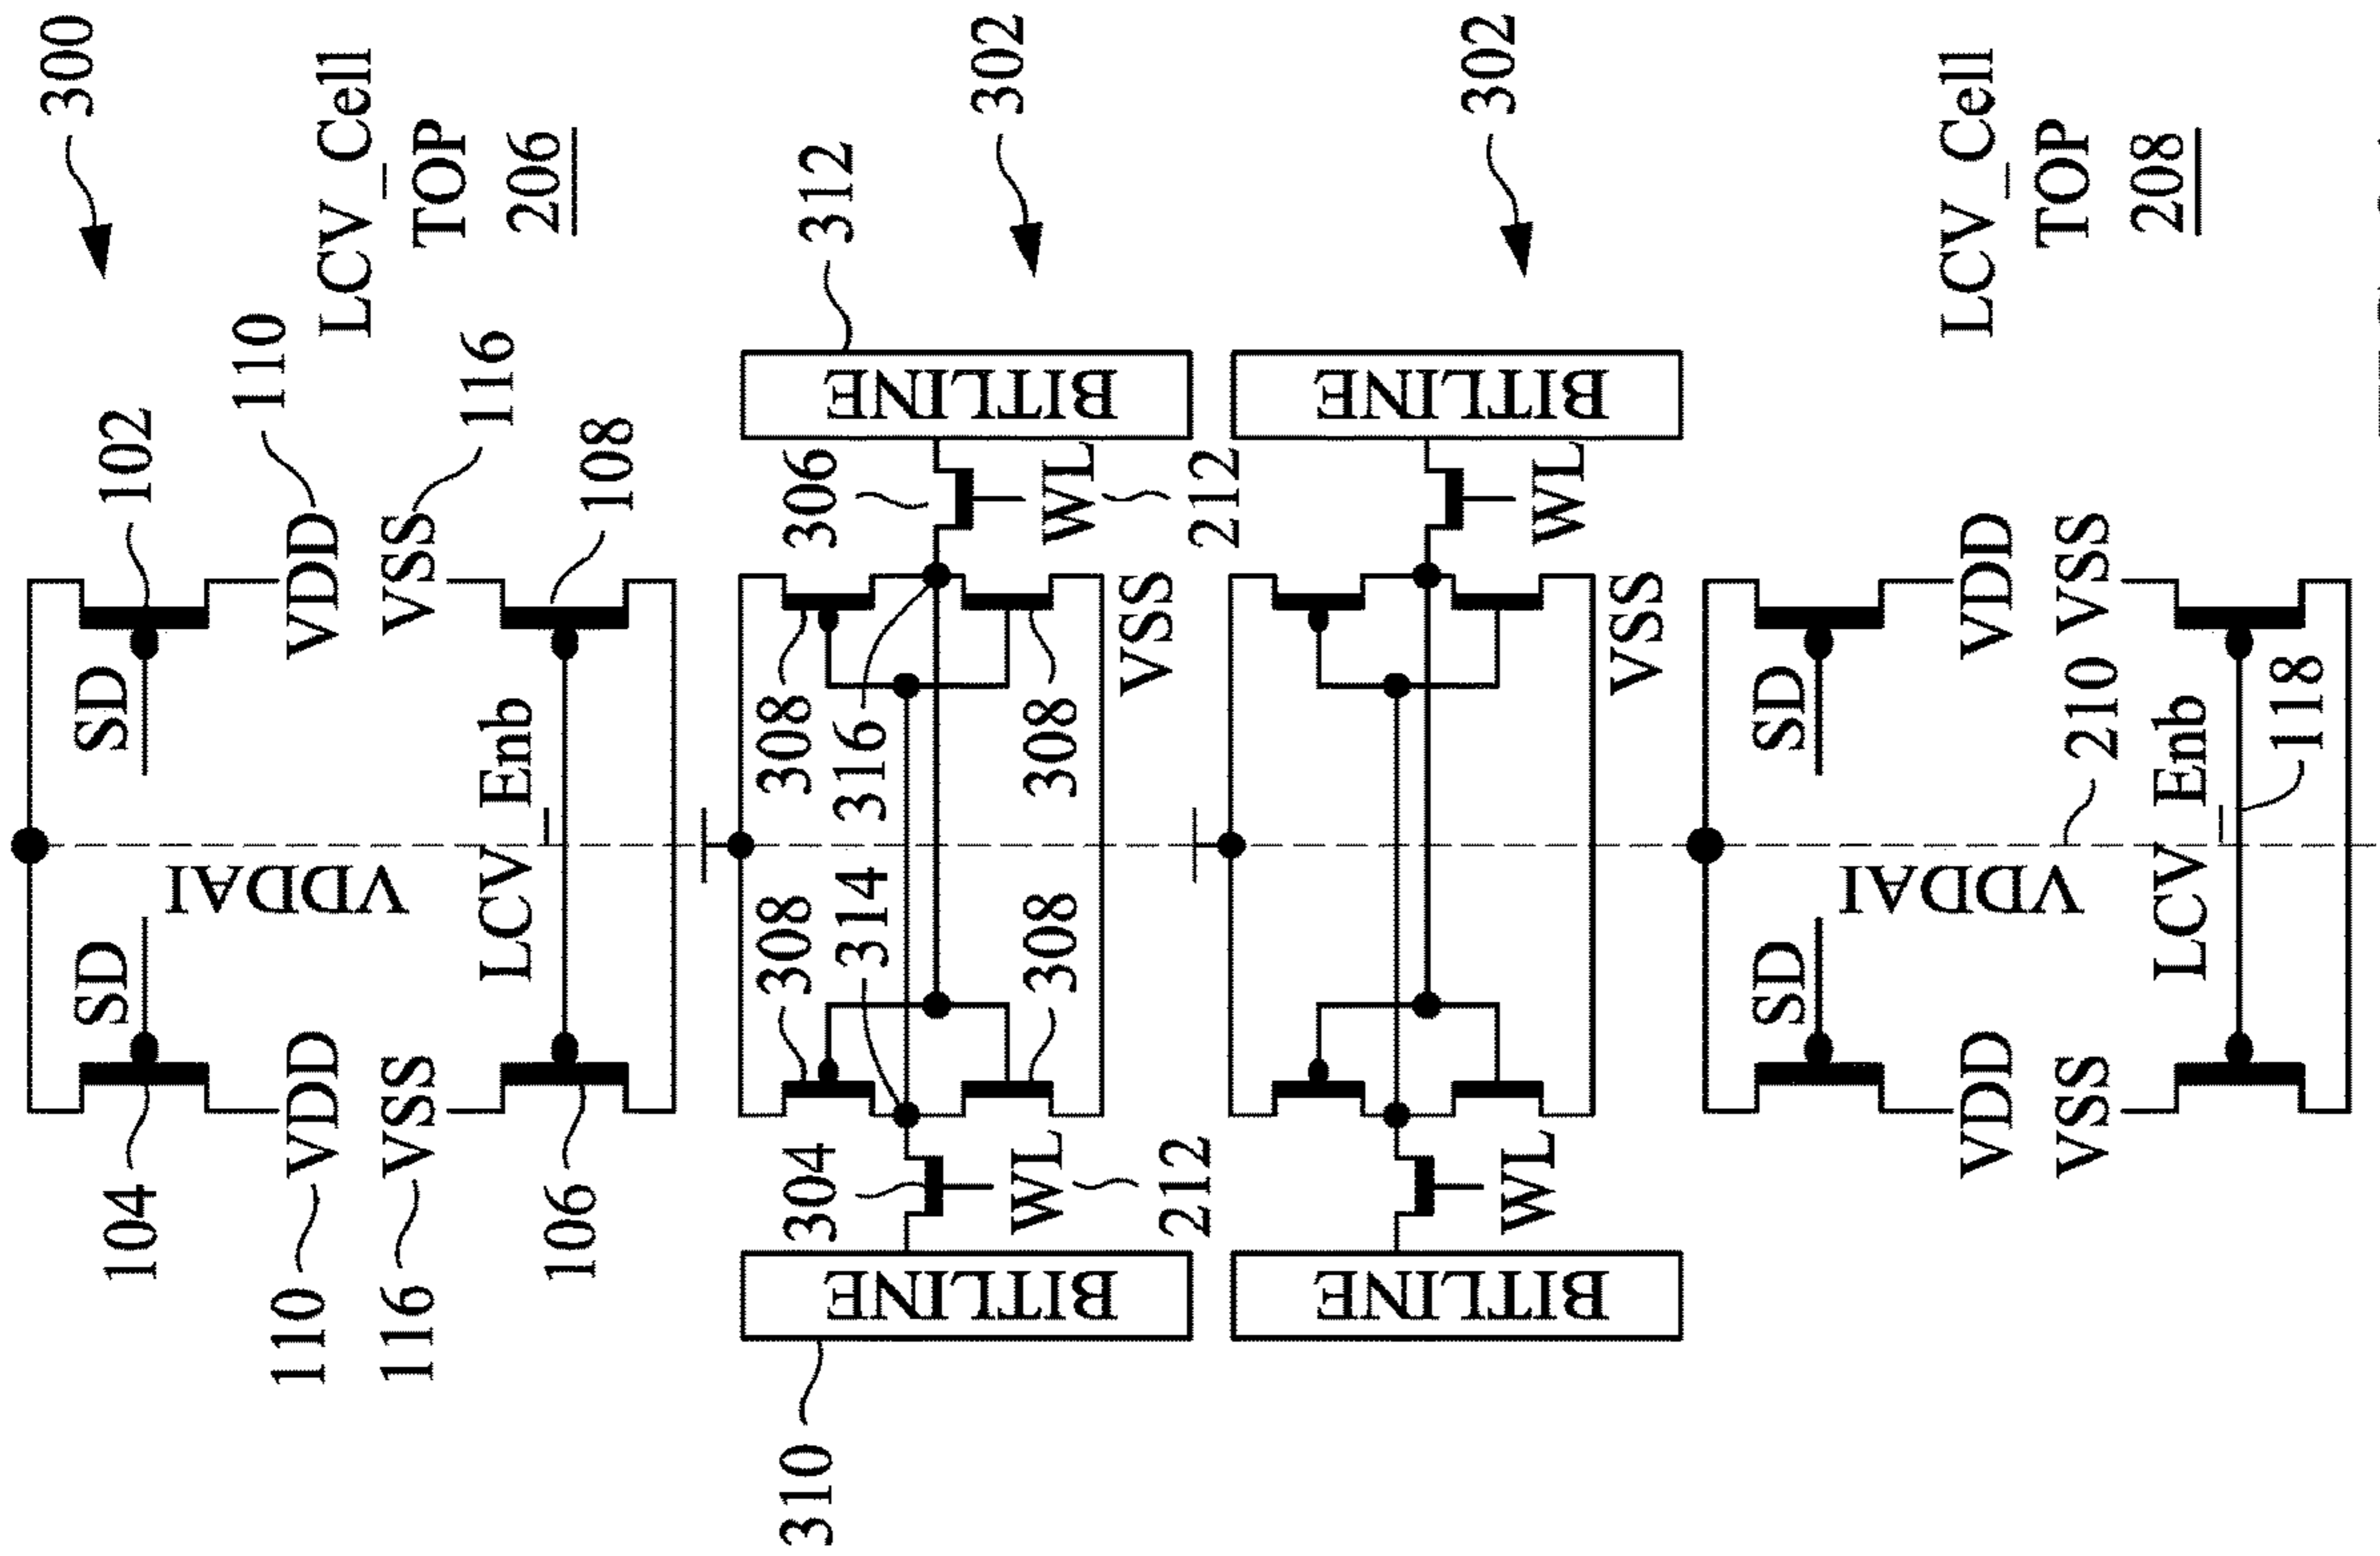 300
LCV_Cell
TOP
206
102
110
116
108
SD
VDD
VSS
LCV_Enb
VDDAI
SD
VDD
VSS
104
110
116
106
302
312
BITLINE
306
WL
212
VSS
308
308
316
314
308
308
304
WL
212
BITLINE
310
302
BITLINE
WL
VSS
WL
BITLINE
LCV_Cell
TOP
208
SD
VDD
VSS
210
118
LCV_Enb
VDDAI
SD
VDD
VSS